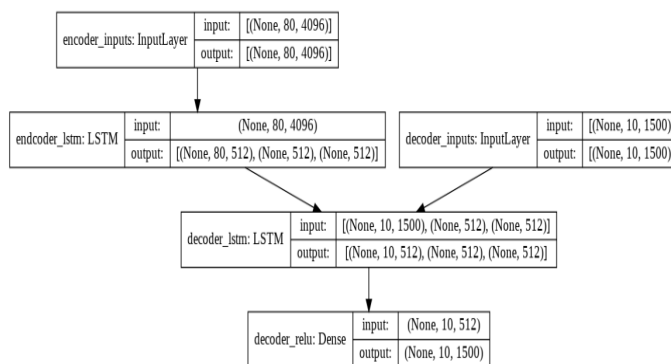 encoder_inputs: InputLayer
input: [(None, 80, 4096)]
output: [(None, 80, 4096)]
endcoder_lstm: LSTM
input: (None, 80, 4096)
output: [(None, 80, 512), (None, 512), (None, 512)]
decoder_inputs: InputLayer
input: [(None, 10, 1500)]
output: [(None, 10, 1500)]
decoder_lstm: LSTM
input: [(None, 10, 1500), (None, 512), (None, 512)]
output: [(None, 10, 512), (None, 512), (None, 512)]
decoder_relu: Dense
input: (None, 10, 512)
output: (None, 10, 1500)